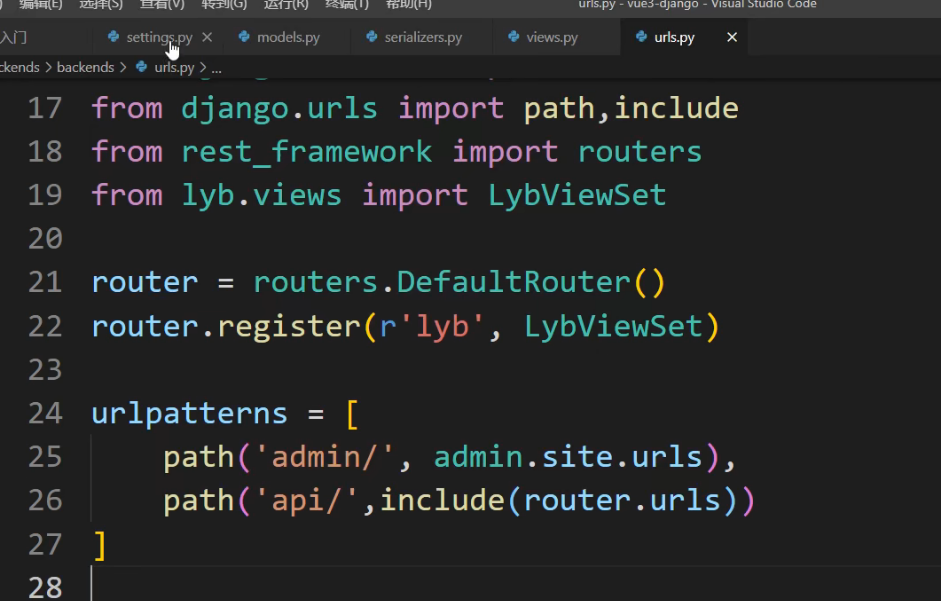 编辑(E) 选择(S) 查看(V) 转到(G) 运行(R) 终端(T) 帮助(H) urls.py - vue3-django - Visual Studio Code
入门 settings.py × models.py serializers.py views.py urls.py ×
ckends > backends > urls.py > ...
17 from django.urls import path,include
18 from rest_framework import routers
19 from lyb.views import LybViewSet
20
21 router = routers.DefaultRouter()
22 router.register(r'lyb', LybViewSet)
23
24 urlpatterns = [
25 path('admin/', admin.site.urls),
26 path('api/',include(router.urls))
27 ]
28